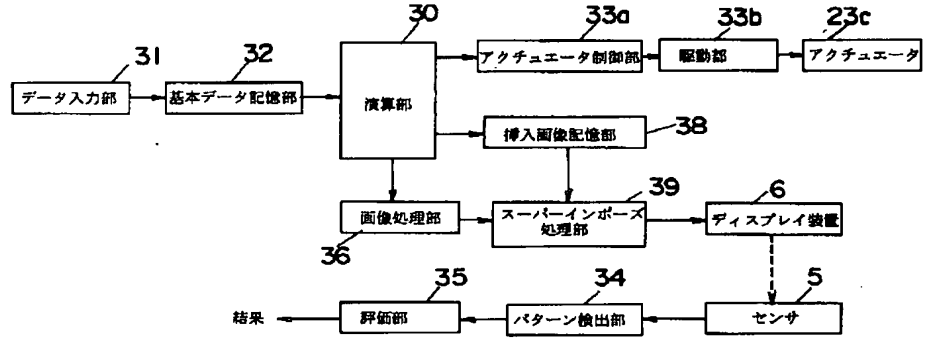 30
33a
33b
23c
31
32
アクチュエータ制御部
駆動部
アクチュエータ
データ入力部
基本データ記憶部
演算部
挿入画像記憶部
38
39
6
画像処理部
スーパーインポーズ
処理部
ディスプレイ装置
36
35
34
5
結果
評価部
パターン検出部
センサ